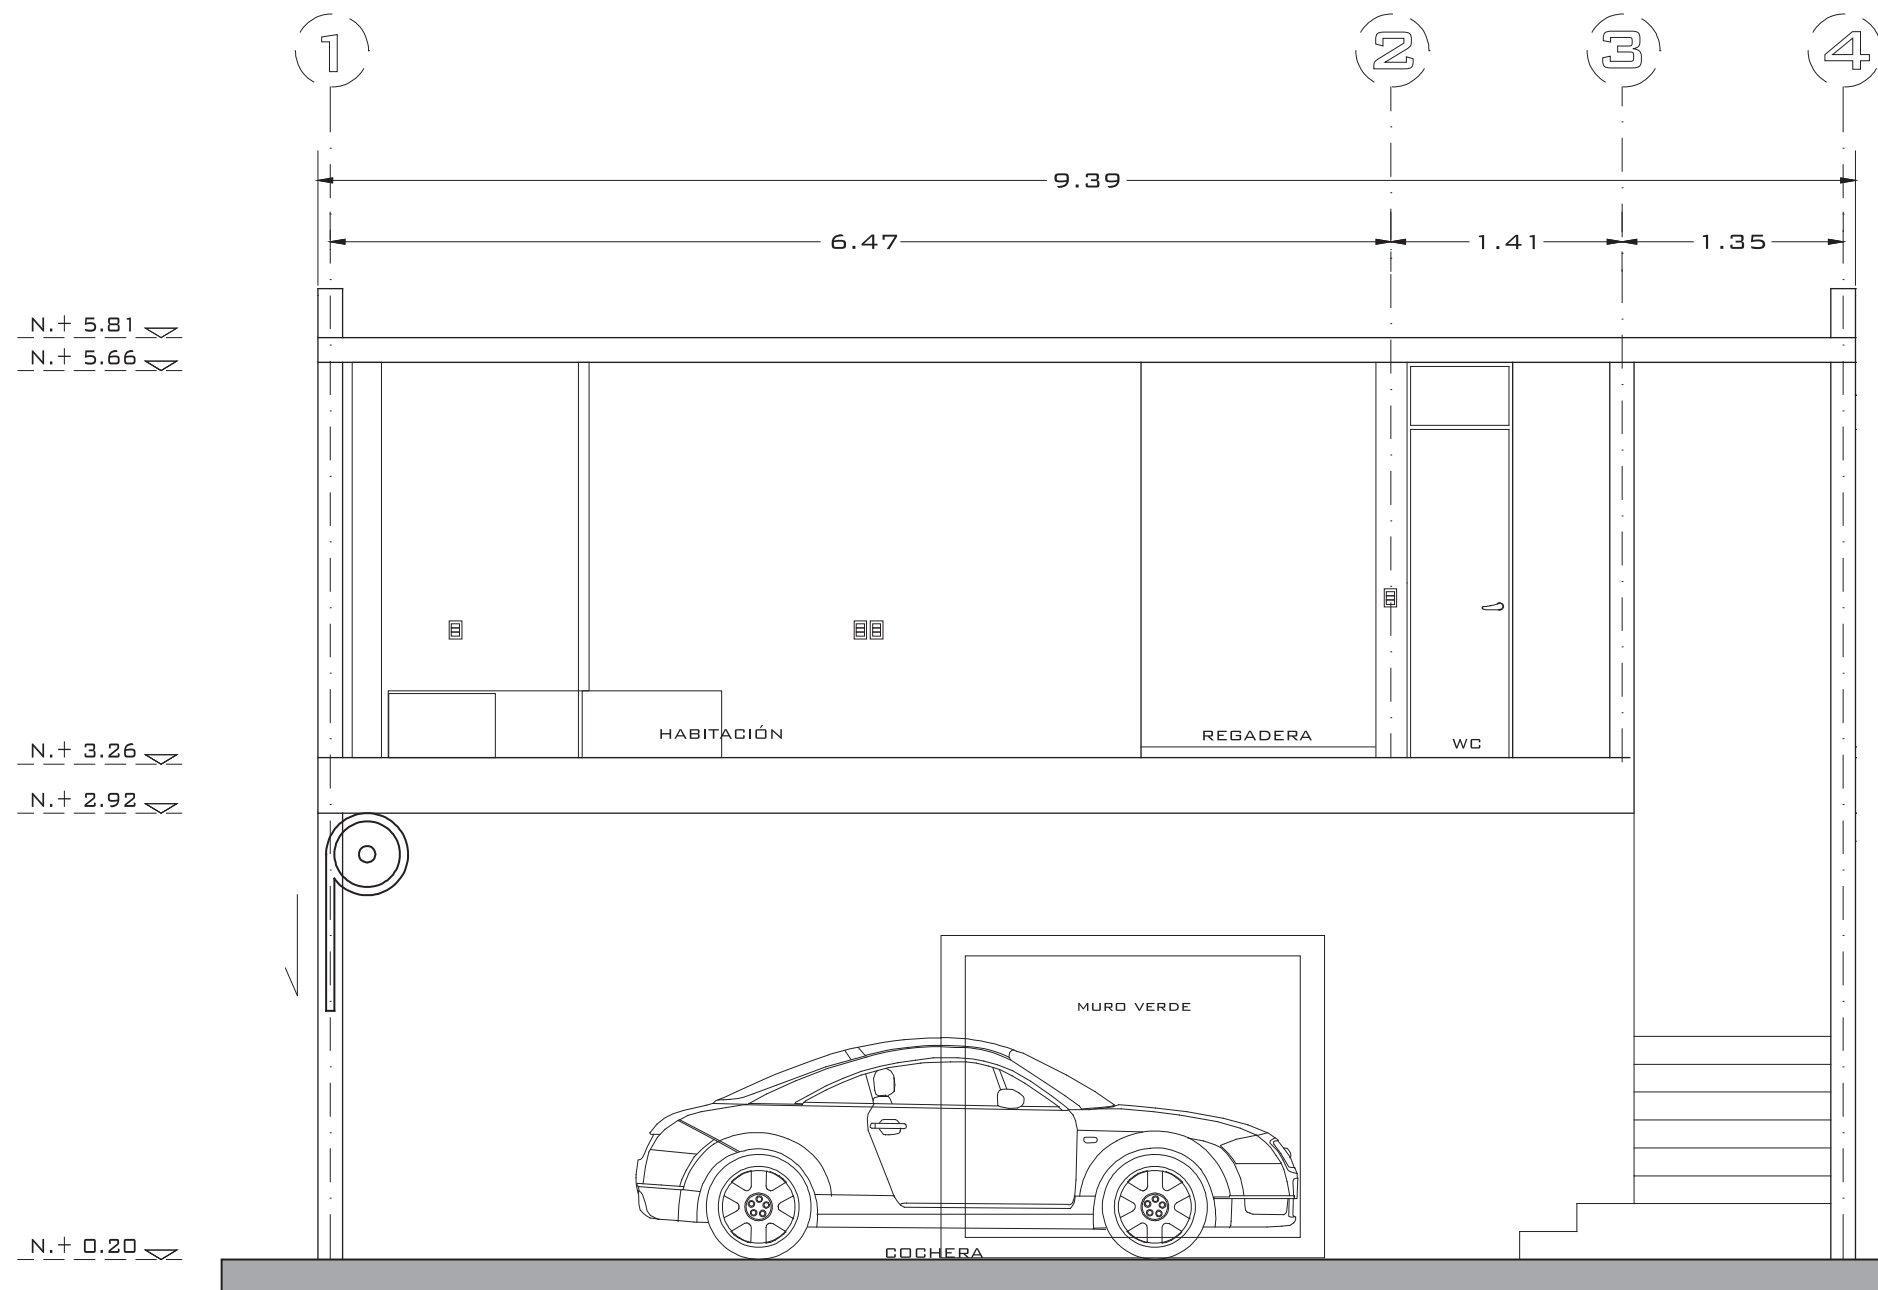 1 2 3 4
9.39
6.47 1.41 1.35
N.+ 5.81
N.+ 5.66
HABITACIÓN REGADERA WC
N.+ 3.26
N.+ 2.92
MURO VERDE
N.+ 0.20
COCHERA